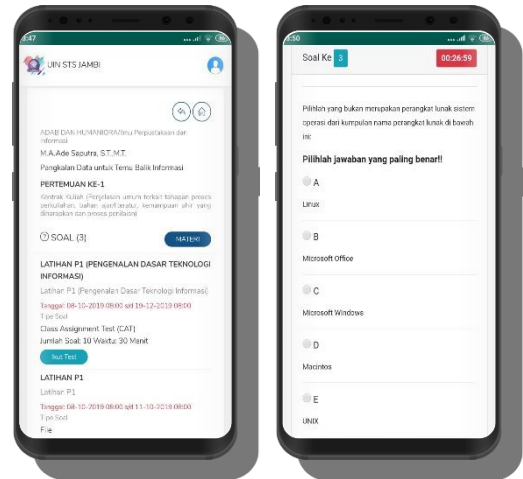 3:47
UIN STS JAMBI
ADAB DAN HUMANIORA/Ilmu Perpustakaan dan
Informasi
M.A.Ade Saputra, S.T.,M.T.
Pangkalan Data untuk Temu Balik Informasi
PERTEMUAN KE-1
Kontrak Kuliah (Penjelasan umum terkait tahapan proses
perkuliahan, bahan ajar/literatur, kemampuan ahir yang
diharapkan dan proses penilaian)
SOAL (3)
MATERI
LATIHAN P1 (PENGENALAN DASAR TEKNOLOGI
INFORMASI)
Latihan P1 (Pengenalan Dasar Teknologi Informasi)
Tanggal: 08-10-2019 08:00 s/d 19-12-2019 08:00
Tipe Soal
Class Assignment Test (CAT)
Jumlah Soal: 10 Waktu: 30 Menit
Ikut Test
LATIHAN P1
Latihan P1
Tanggal: 08-10-2019 08:00 s/d 11-10-2019 08:00
Tipe Soal
File
3:50
Soal Ke 3
00:26:59
Pilihlah yang bukan merupakan perangkat lunak sistem
operasi dari kumpulan nama perangkat lunak di bawah
ini:
Pilihlah jawaban yang paling benar!!
A
Linux
B
Microsoft Office
C
Microsoft Windows
D
Macintos
E
UNIX